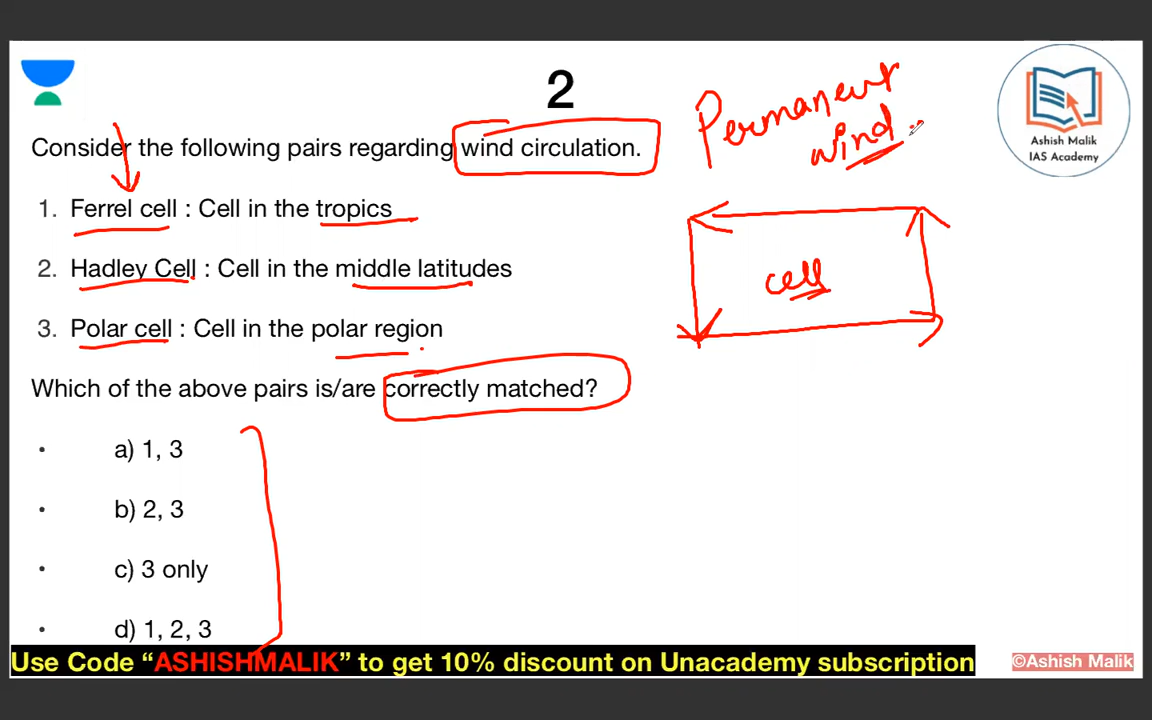 2
Permanent
wind
Consider the following pairs regarding wind circulation.
1. Ferrel cell : Cell in the tropics
2. Hadley Cell : Cell in the middle latitudes
3. Polar cell : Cell in the polar region
cell
Which of the above pairs is/are correctly matched?
• a) 1, 3
• b) 2, 3
• c) 3 only
• d) 1, 2, 3
Ashish Malik
IAS Academy
Use Code “ASHISHMALIK” to get 10% discount on Unacademy subscription
©Ashish Malik